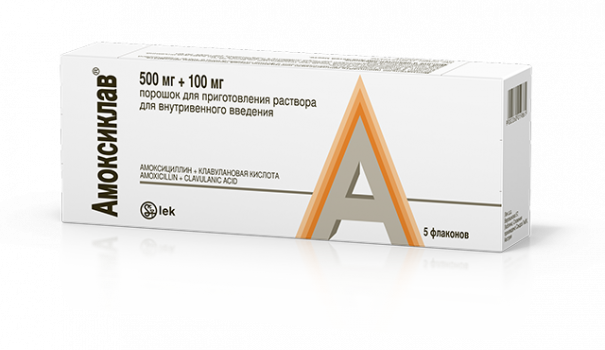 Амоксиклав®
500 мг + 100 мг
порошок для приготовления раствора
для внутривенного введения
АМОКСИЦИЛЛИН + КЛАВУЛАНОВАЯ КИСЛОТА
AMOXICILLIN + CLAVULANIC ACID
lek
А
5 флаконов